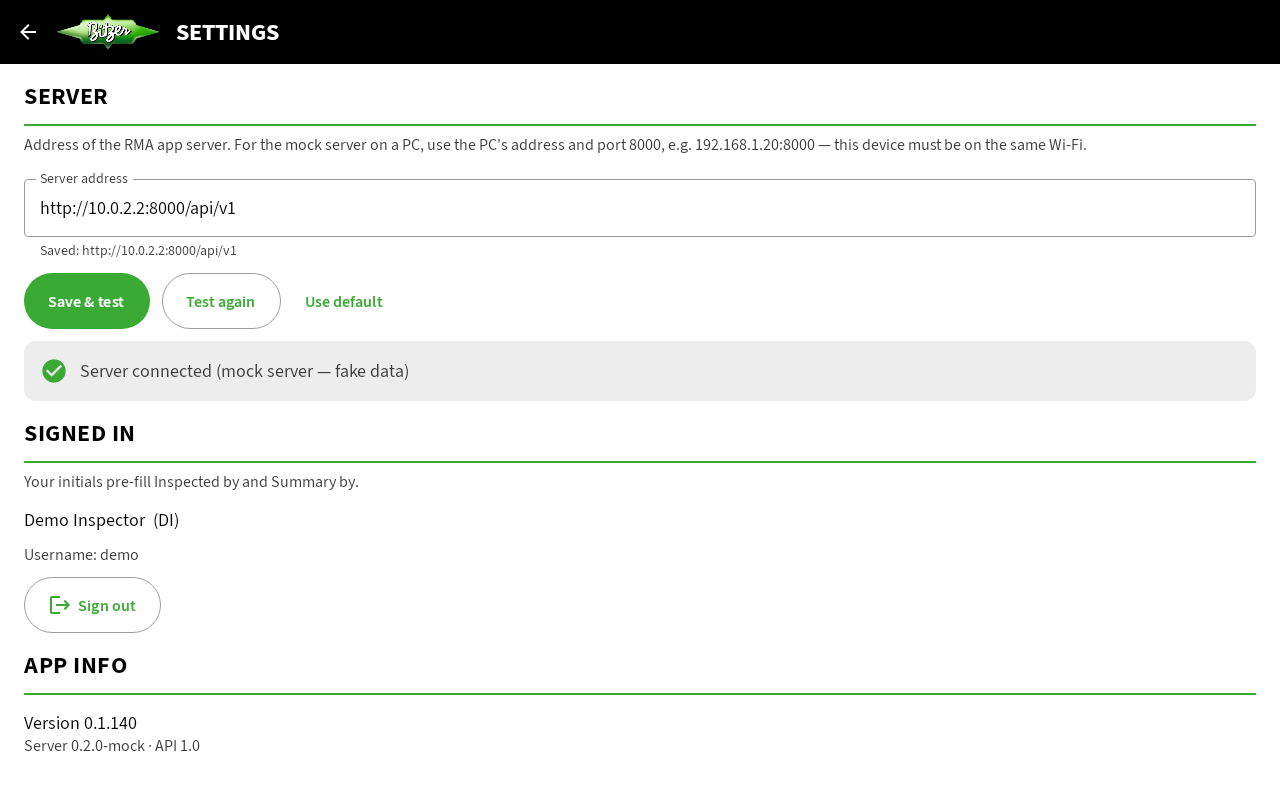 Bitzer
SETTINGS
SERVER
Address of the RMA app server. For the mock server on a PC, use the PC's address and port 8000, e.g. 192.168.1.20:8000 — this device must be on the same Wi-Fi.
Server address
http://10.0.2.2:8000/api/v1
Saved: http://10.0.2.2:8000/api/v1
Save & test
Test again
Use default
Server connected (mock server — fake data)
SIGNED IN
Your initials pre-fill Inspected by and Summary by.
Demo Inspector (DI)
Username: demo
Sign out
APP INFO
Version 0.1.140
Server 0.2.0-mock · API 1.0